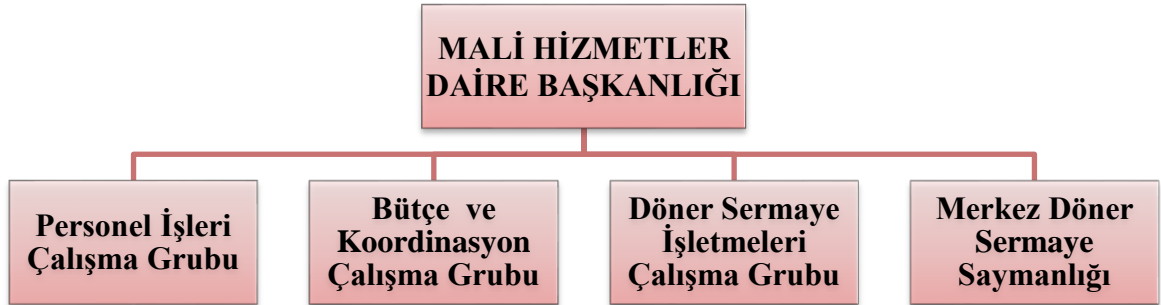 MALİ HİZMETLER
DAİRE BAŞKANLIĞI
Personel İşleri
Çalışma Grubu
Bütçe ve
Koordinasyon
Çalışma Grubu
Döner Sermaye
İşletmeleri
Çalışma Grubu
Merkez Döner
Sermaye
Saymanlığı